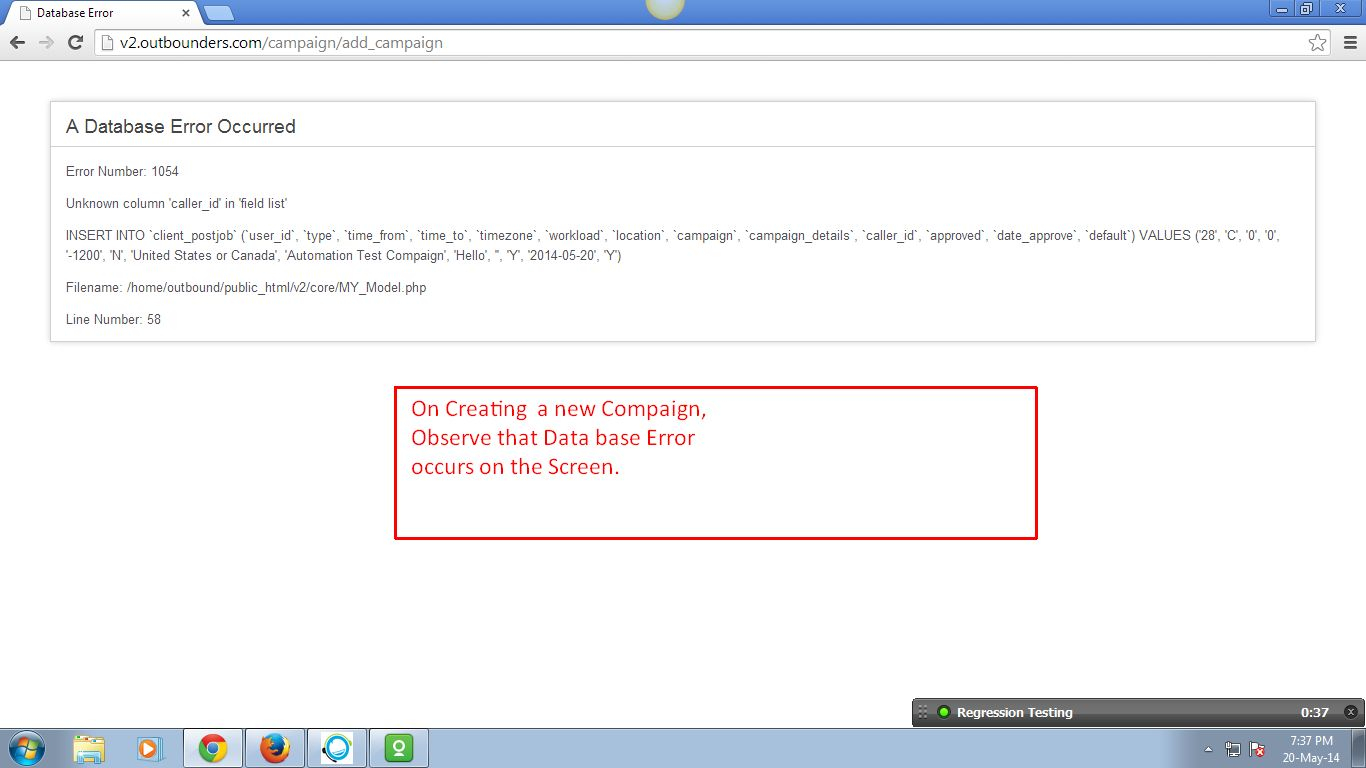 Database Error
v2.outbounders.com/campaign/add_campaign
A Database Error Occurred
Error Number: 1054
Unknown column 'caller_id' in 'field list'
INSERT INTO `client_postjob` (`user_id`, `type`, `time_from`, `time_to`, `timezone`, `workload`, `location`, `campaign`, `campaign_details`, `caller_id`, `approved`, `date_approve`, `default`) VALUES ('28', 'C', '0', '0',
'-1200', 'N', 'United States or Canada', 'Automation Test Compaign', 'Hello', '', 'Y', '2014-05-20', 'Y')
Filename: /home/outbound/public_html/v2/core/MY_Model.php
Line Number: 58
On Creating  a new Compaign,
Observe that Data base Error
occurs on the Screen.
Regression Testing 0:37
7:37 PM
20-May-14